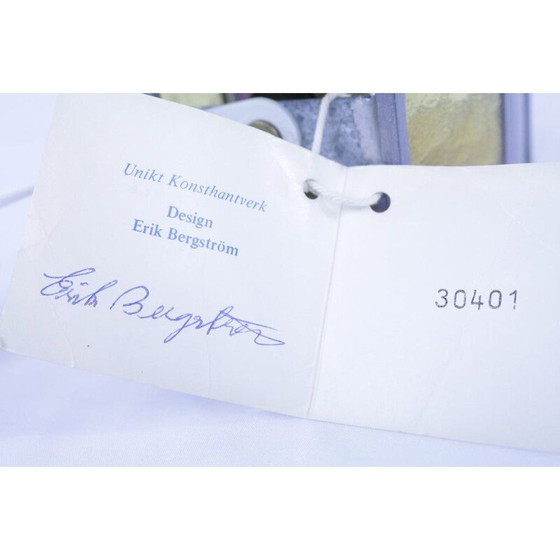 Unikt Konsthantverk
Design
Erik Bergström
Erik Bergström
30401